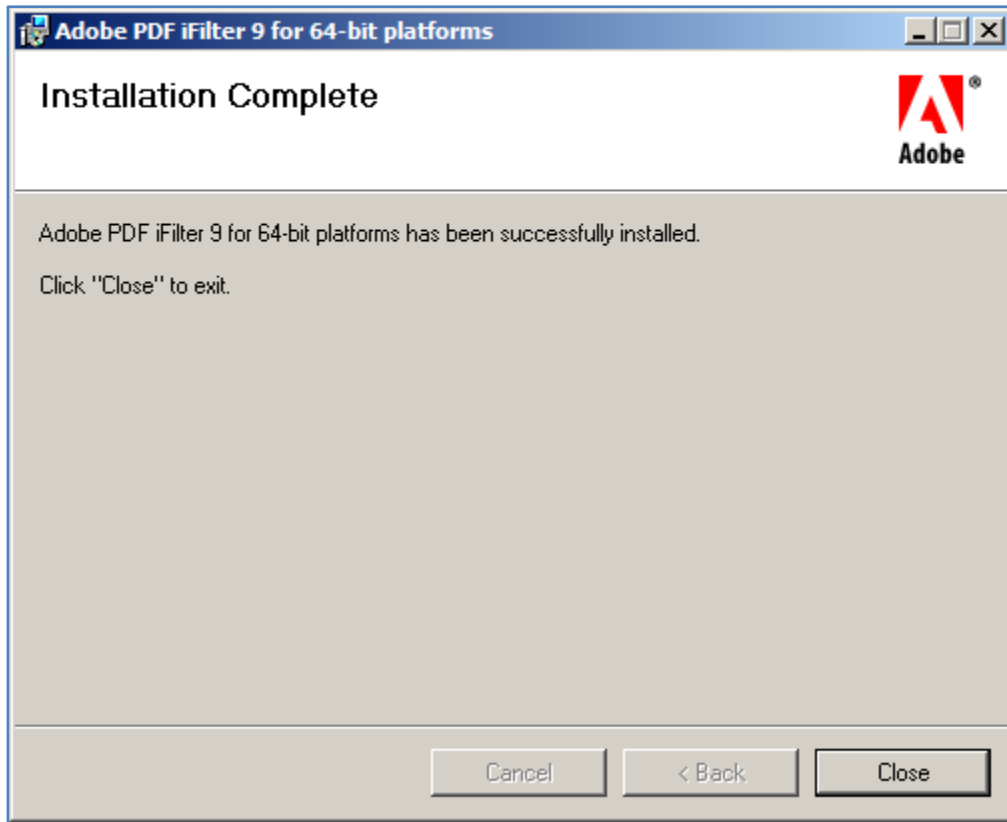 Adobe PDF iFilter 9 for 64-bit platforms
Installation Complete
®
Adobe
Adobe PDF iFilter 9 for 64-bit platforms has been successfully installed.
Click "Close" to exit.
Cancel
< Back
Close